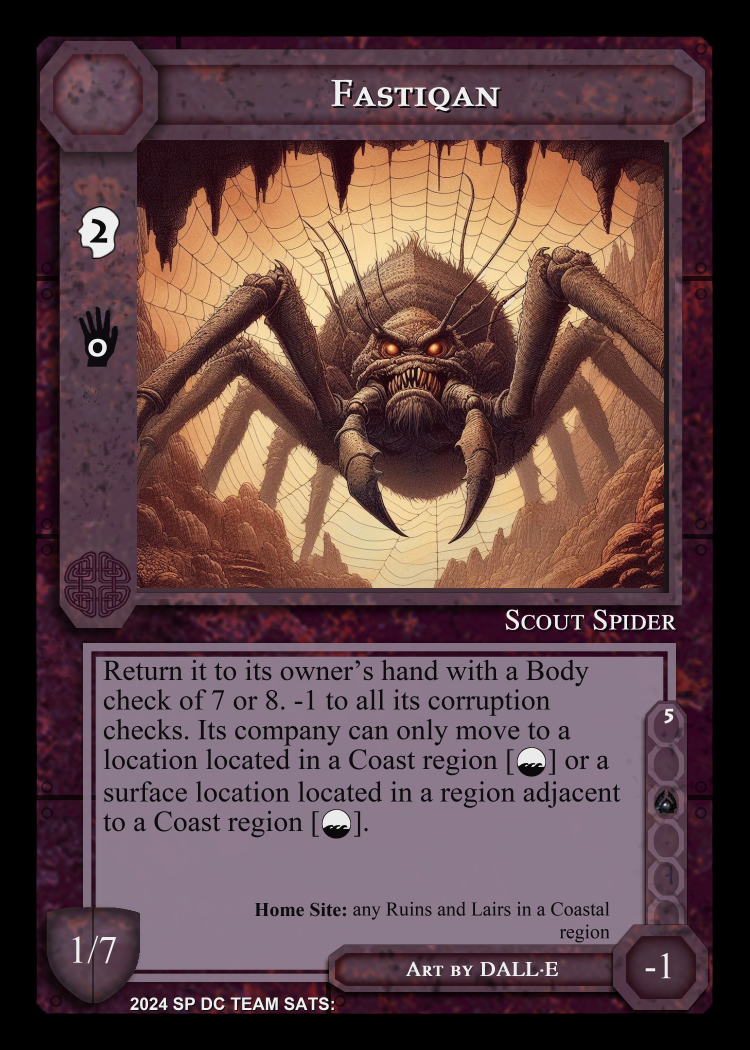 Fastiqan
2
0
Scout Spider
Return it to its owner’s hand with a Body
check of 7 or 8. -1 to all its corruption
checks. Its company can only move to a
location located in a Coast region [ ] or a
surface location located in a region adjacent
to a Coast region [ ].
5
Home Site: any Ruins and Lairs in a Coastal
region
1/7
Art by DALL·E
-1
2024 SP DC TEAM SATS: